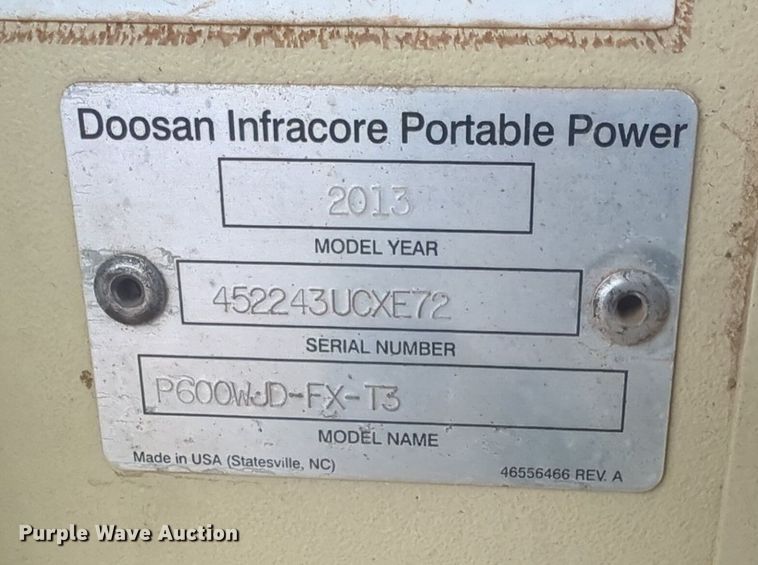 Doosan Infracore Portable Power
2013
MODEL YEAR
452243UCXE72
SERIAL NUMBER
P600WJD-FX-T3
MODEL NAME
Made in USA (Statesville, NC)
46556466 REV. A
Purple Wave Auction